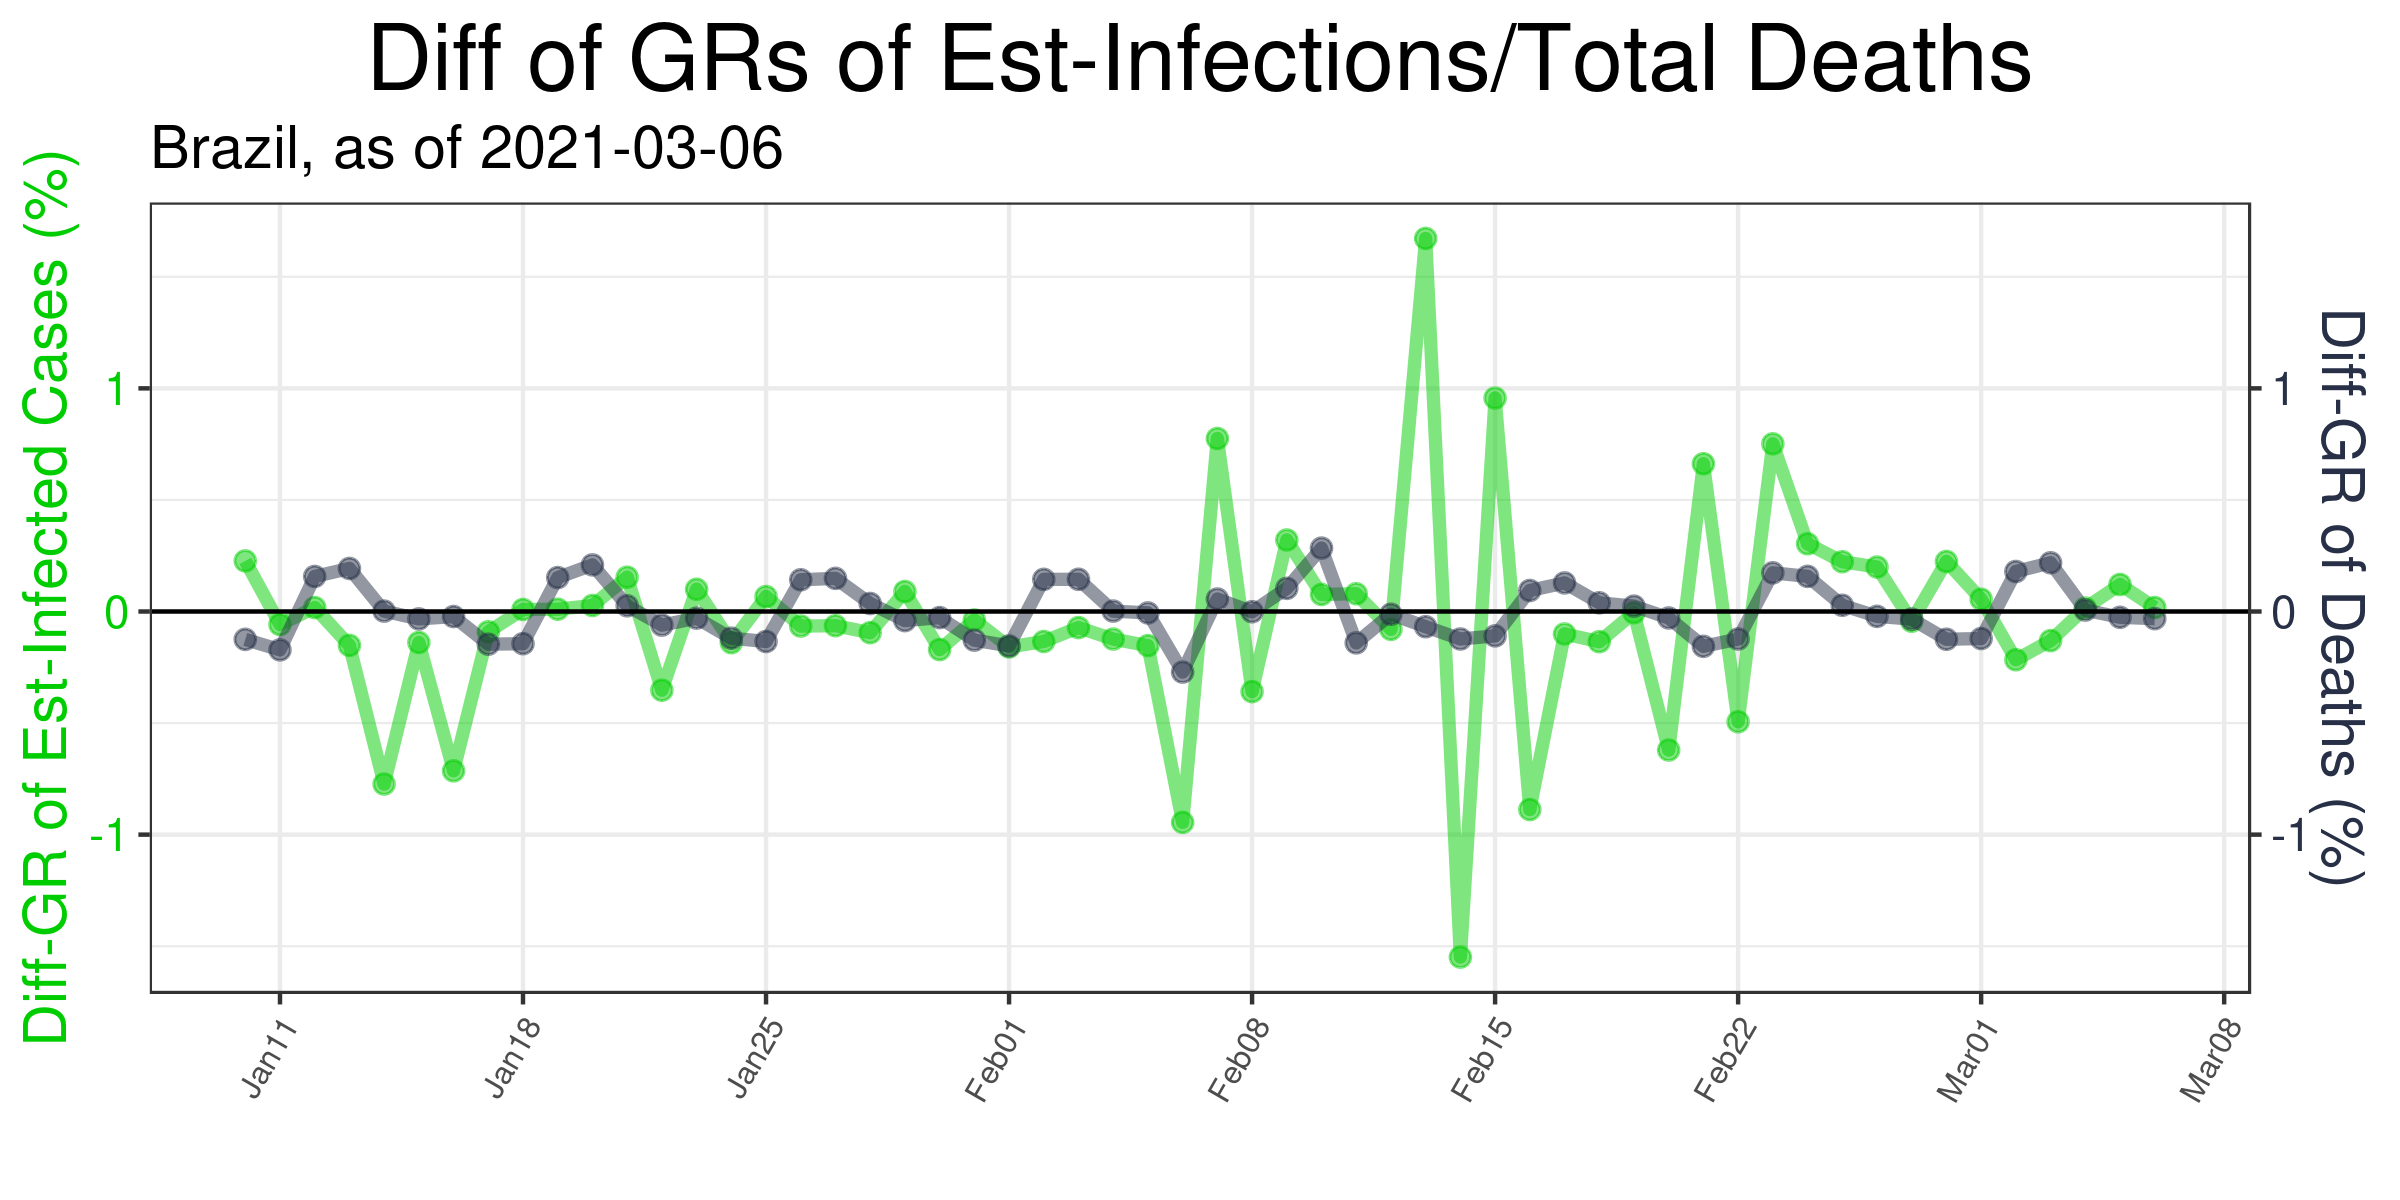 Diff of GRs of Est-Infections/Total Deaths
Brazil, as of 2021-03-06
Diff-GR of Est-Infected Cases (%)
1
0
-1
1
0
-1
Diff-GR of Deaths (%)
Jan11
Jan18
Jan25
Feb01
Feb08
Feb15
Feb22
Mar01
Mar08